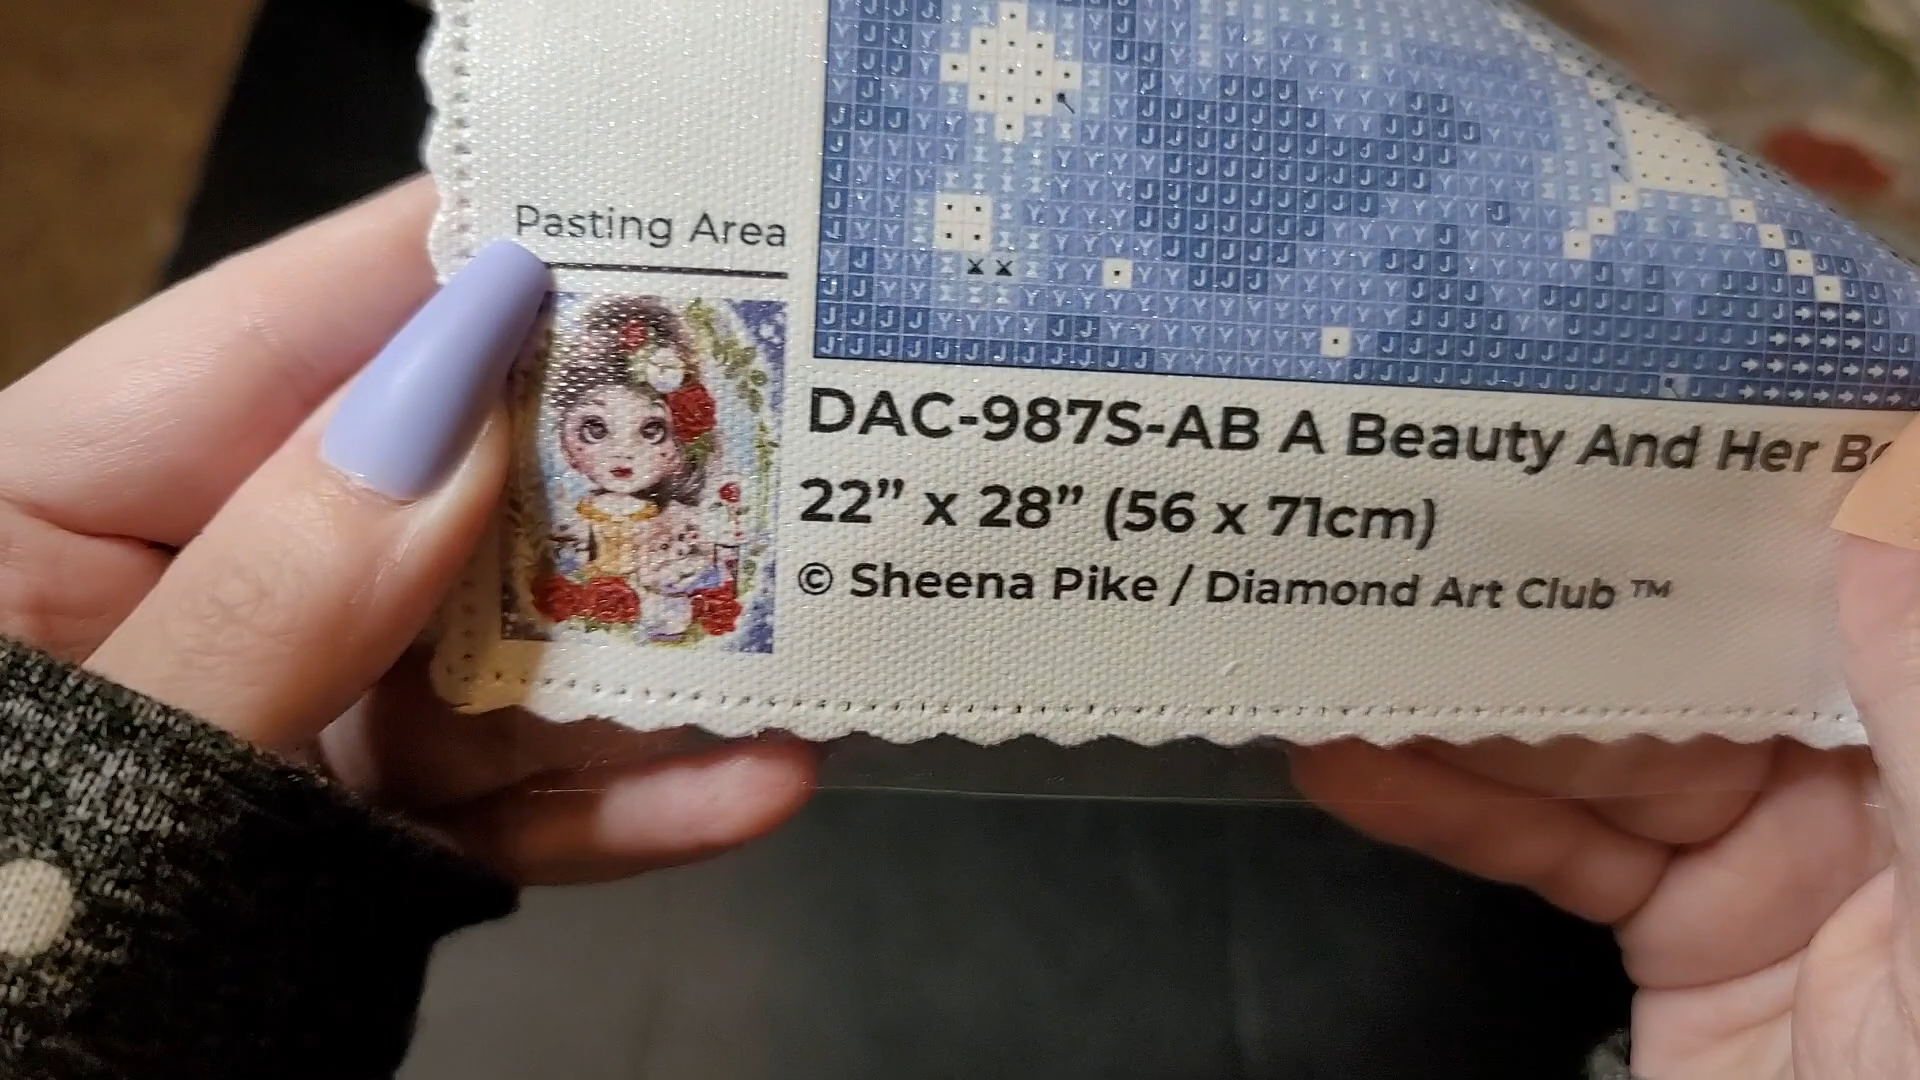 Pasting Area
DAC-987S-AB A Beauty And Her
22” x 28” (56 x 71cm)
© Sheena Pike / Diamond Art Club ™